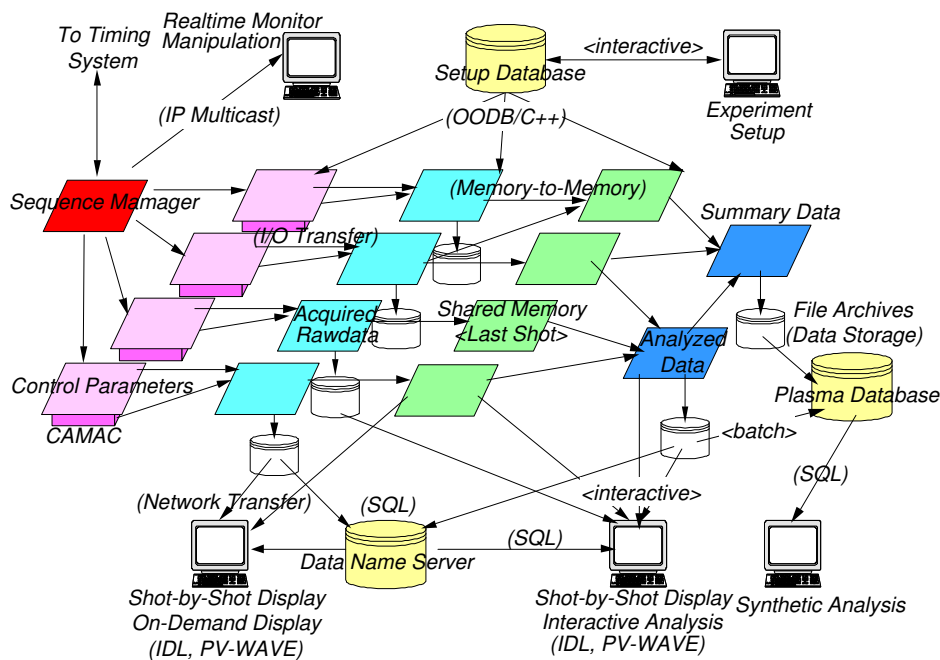 To Timing
System
Realtime Monitor
Manipulation
<interactive>
Setup Database
(IP Multicast)
(OODB/C++)
Experiment
Setup
Sequence Mamager
(Memory-to-Memory)
Summary Data
(I/O Transfer)
Acquired
Rawdata
Shared Memory
<Last Shot>
Analyzed
Data
File Archives
(Data Storage)
Control Parameters
Plasma Database
CAMAC
<batch>
(SQL)
(Network Transfer)
(SQL)
<interactive>
(SQL)
Data Name Server
Shot-by-Shot Display
On-Demand Display
(IDL, PV-WAVE)
Shot-by-Shot Display
Interactive Analysis
(IDL, PV-WAVE)
Synthetic Analysis